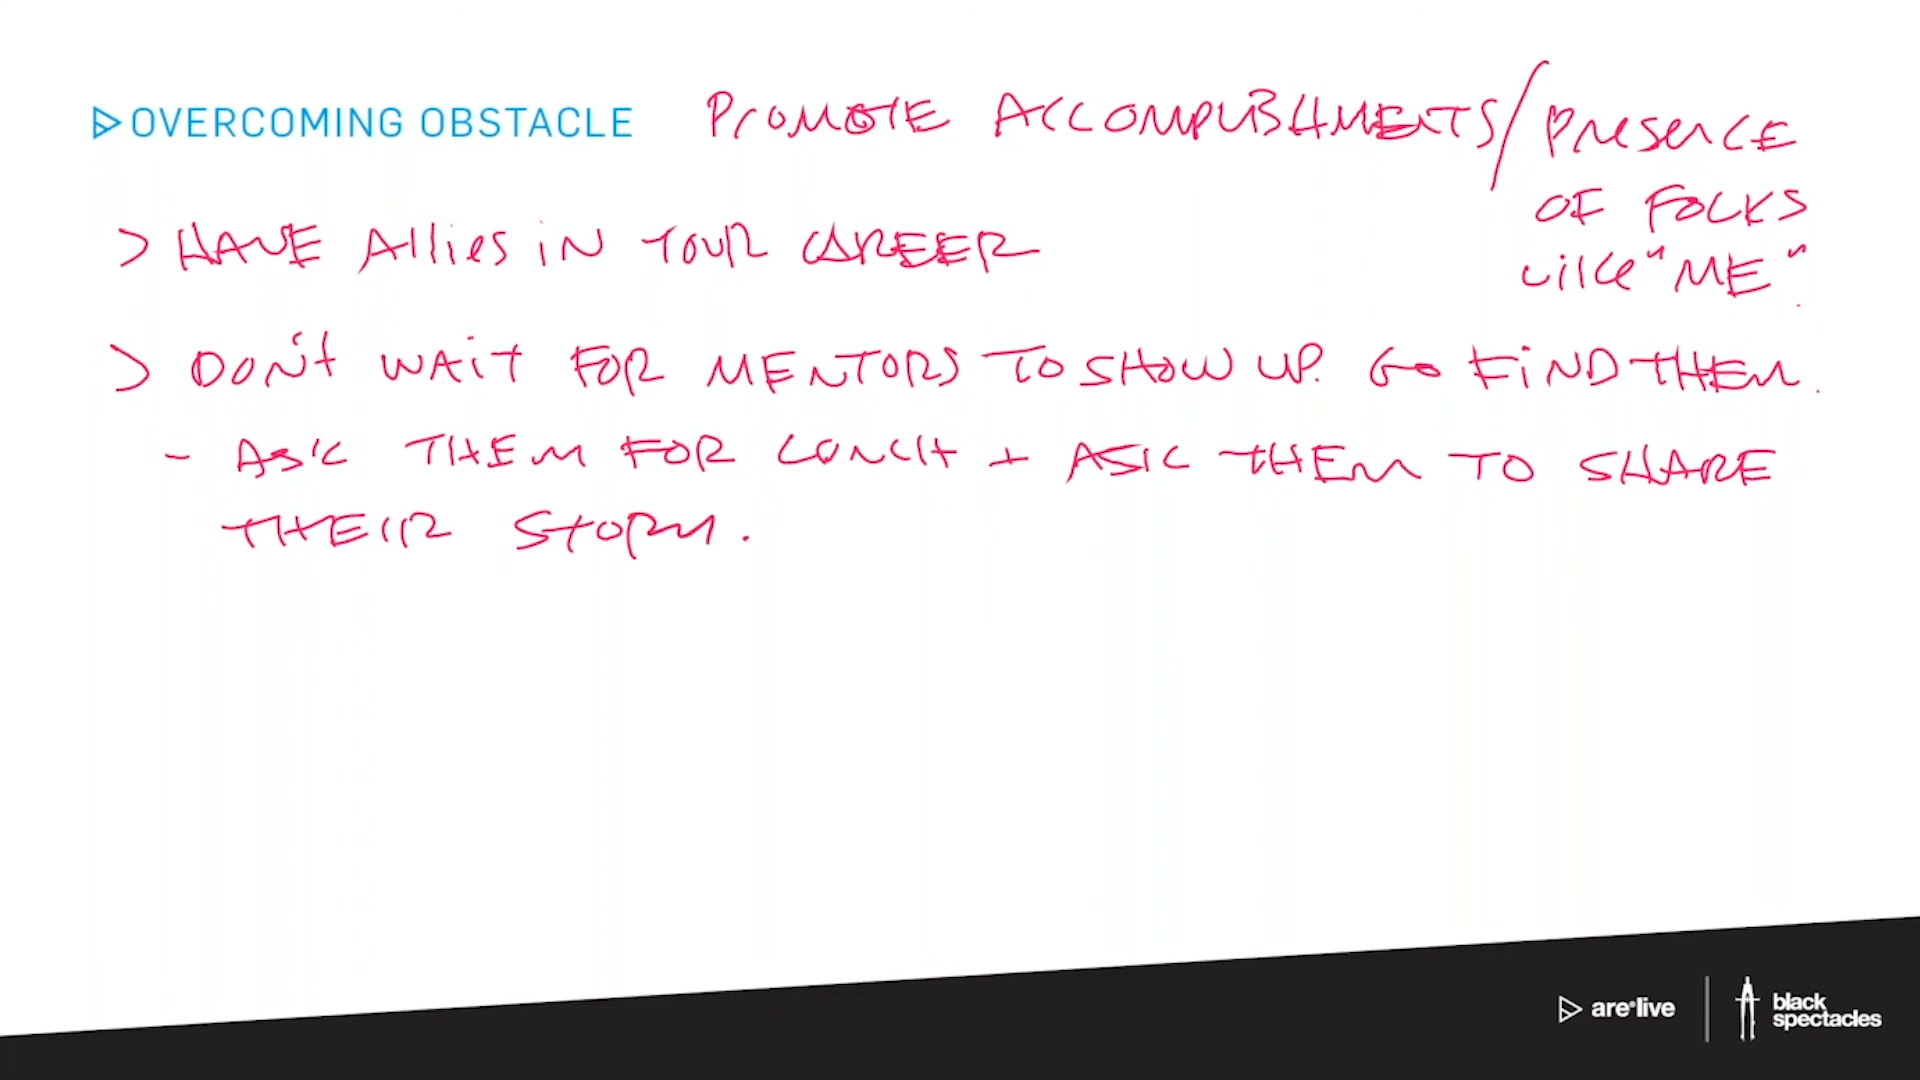 OVERCOMING OBSTACLE PROMOTE ACCOMPLISHMENTS/PRESENCE
OF FOLKS
LIKE "ME".
> HAVE Allies iN YOUR CAREER
> DON'T WAIT FOR MENTORS TO SHOW UP. GO FIND THEM.
- ASK THEM FOR LUNCH + ASK THEM TO SHARE
THEIR STORY.
are live
black
spectacles